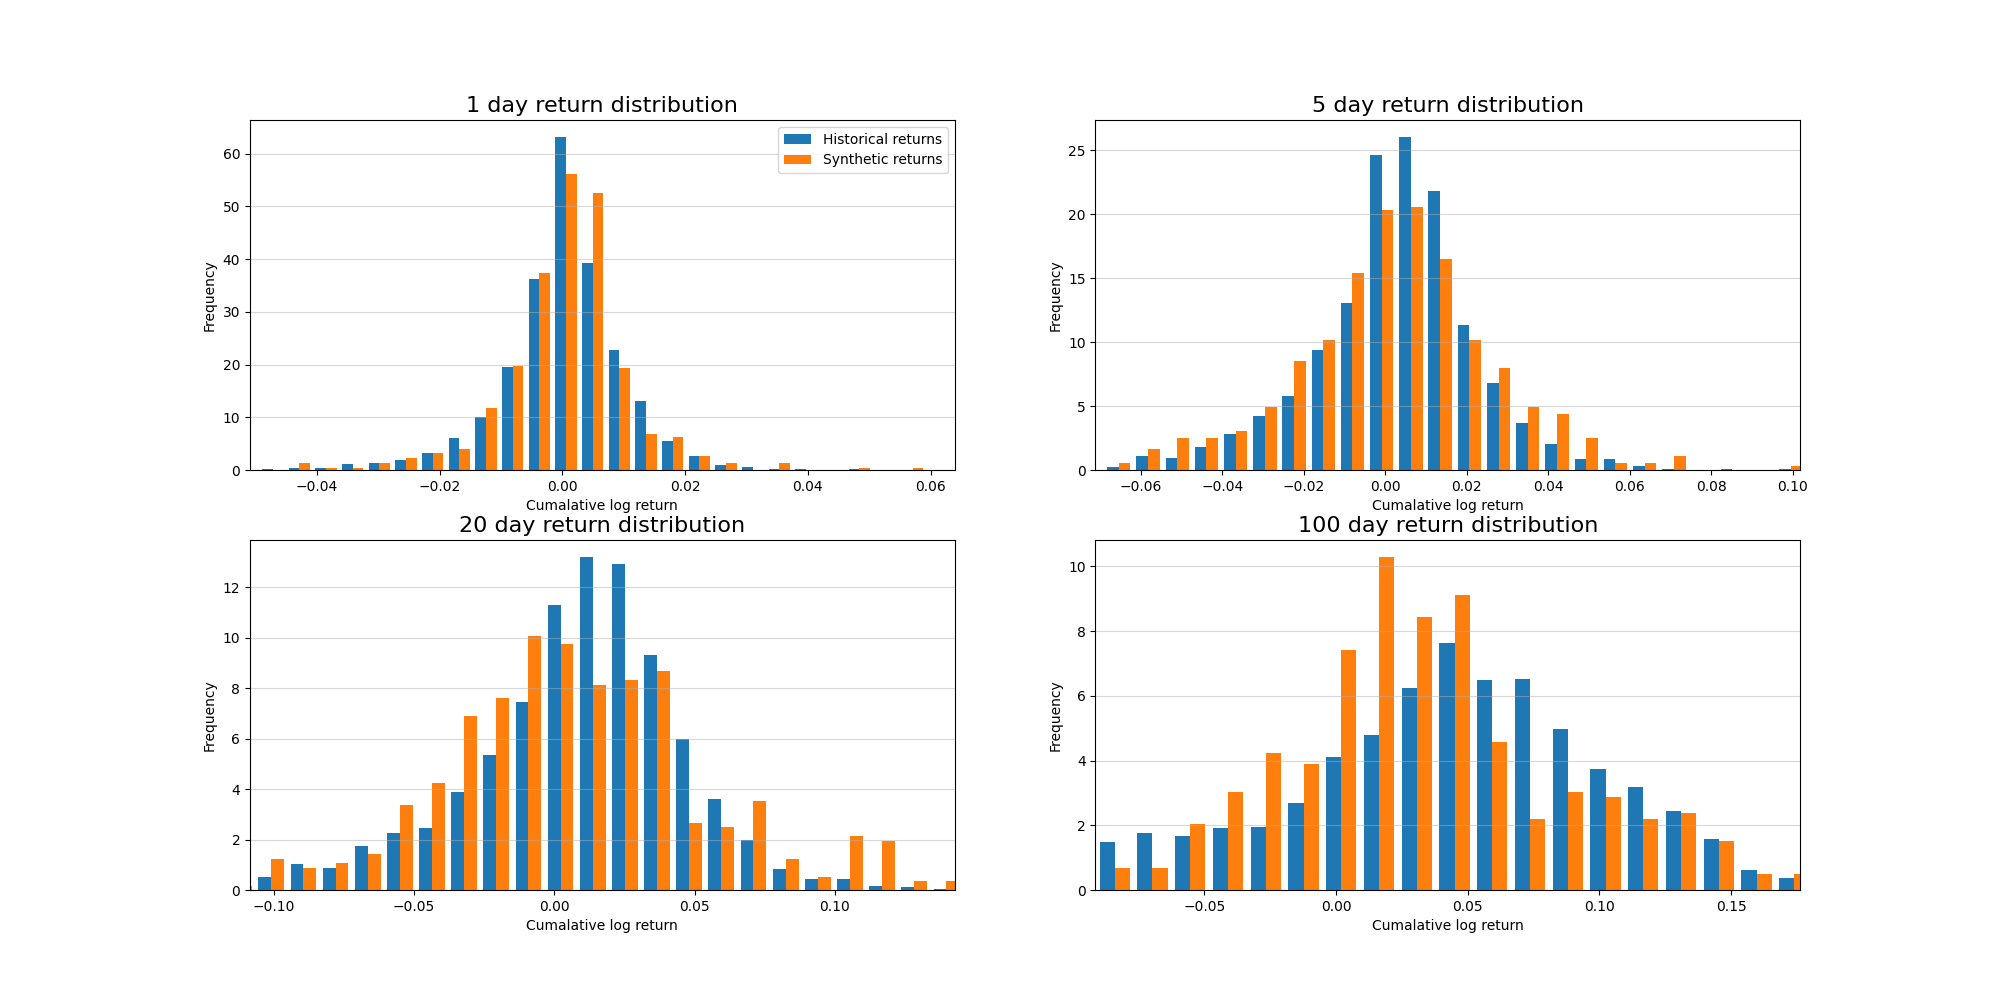 1 day return distribution
Historical returns
Synthetic returns
Frequency
60
50
40
30
20
10
0
−0.04 −0.02 0.00 0.02 0.04 0.06
Cumalative log return
5 day return distribution
Frequency
25
20
15
10
5
0
−0.06 −0.04 −0.02 0.00 0.02 0.04 0.06 0.08 0.10
Cumalative log return
20 day return distribution
Frequency
12
10
8
6
4
2
0
−0.10 −0.05 0.00 0.05 0.10
Cumalative log return
100 day return distribution
Frequency
10
8
6
4
2
0
−0.05 0.00 0.05 0.10 0.15
Cumalative log return